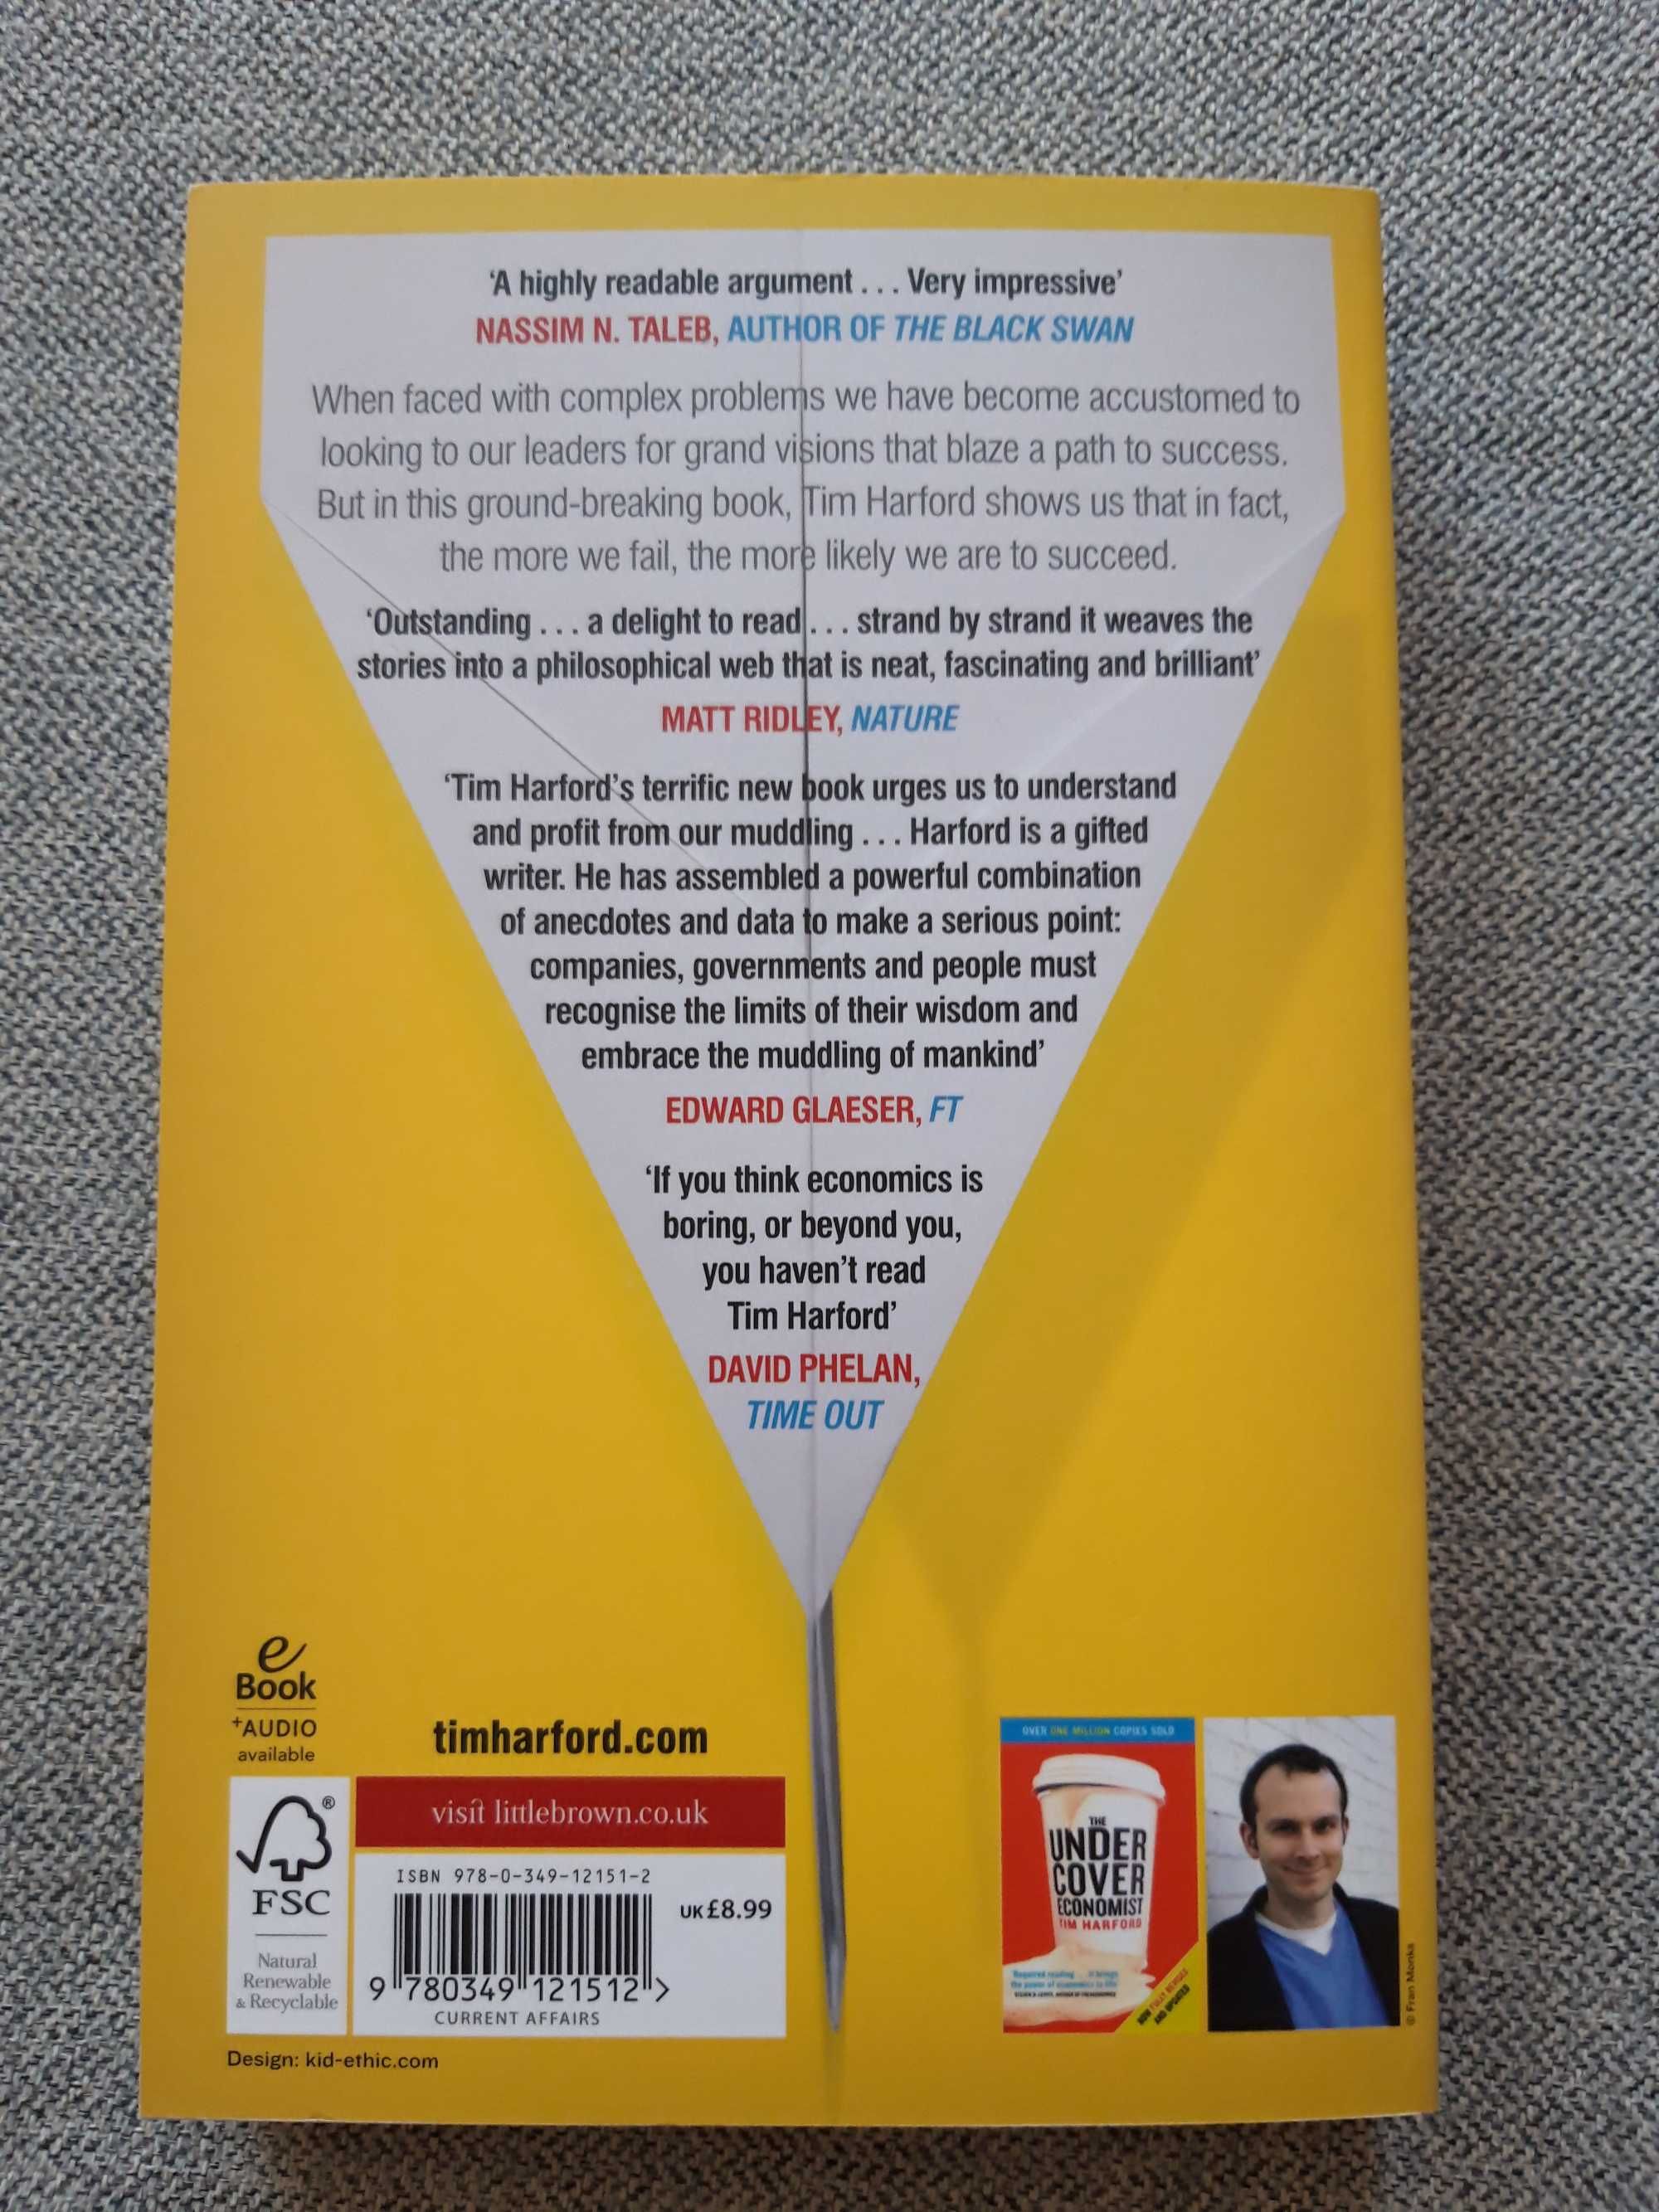 ‘A highly readable argument . . . Very impressive’
NASSIM N. TALEB, AUTHOR OF THE BLACK SWAN
When faced with complex problems we have become accustomed to
looking to our leaders for grand visions that blaze a path to success.
But in this ground-breaking book, Tim Harford shows us that in fact,
the more we fail, the more likely we are to succeed.
‘Outstanding . . . a delight to read . . . strand by strand it weaves the
stories into a philosophical web that is neat, fascinating and brilliant’
MATT RIDLEY, NATURE
‘Tim Harford’s terrific new book urges us to understand
and profit from our muddling . . . Harford is a gifted
writer. He has assembled a powerful combination
of anecdotes and data to make a serious point:
companies, governments and people must
recognise the limits of their wisdom and
embrace the muddling of mankind’
EDWARD GLAESER, FT
‘If you think economics is
boring, or beyond you,
you haven’t read
Tim Harford’
DAVID PHELAN,
TIME OUT
e
Book
+AUDIO
available
timharford.com
visit littlebrown.co.uk
®
FSC
Natural
Renewable
& Recyclable
ISBN 978-0-349-12151-2
UK£8.99
9 780349 121512 >
CURRENT AFFAIRS
Design: kid-ethic.com
OVER ONE MILLION COPIES SOLD
THE
UNDER
COVER
ECONOMIST
TIM HARFORD
NOW FULLY REVISED
AND UPDATED
© Fran Monks